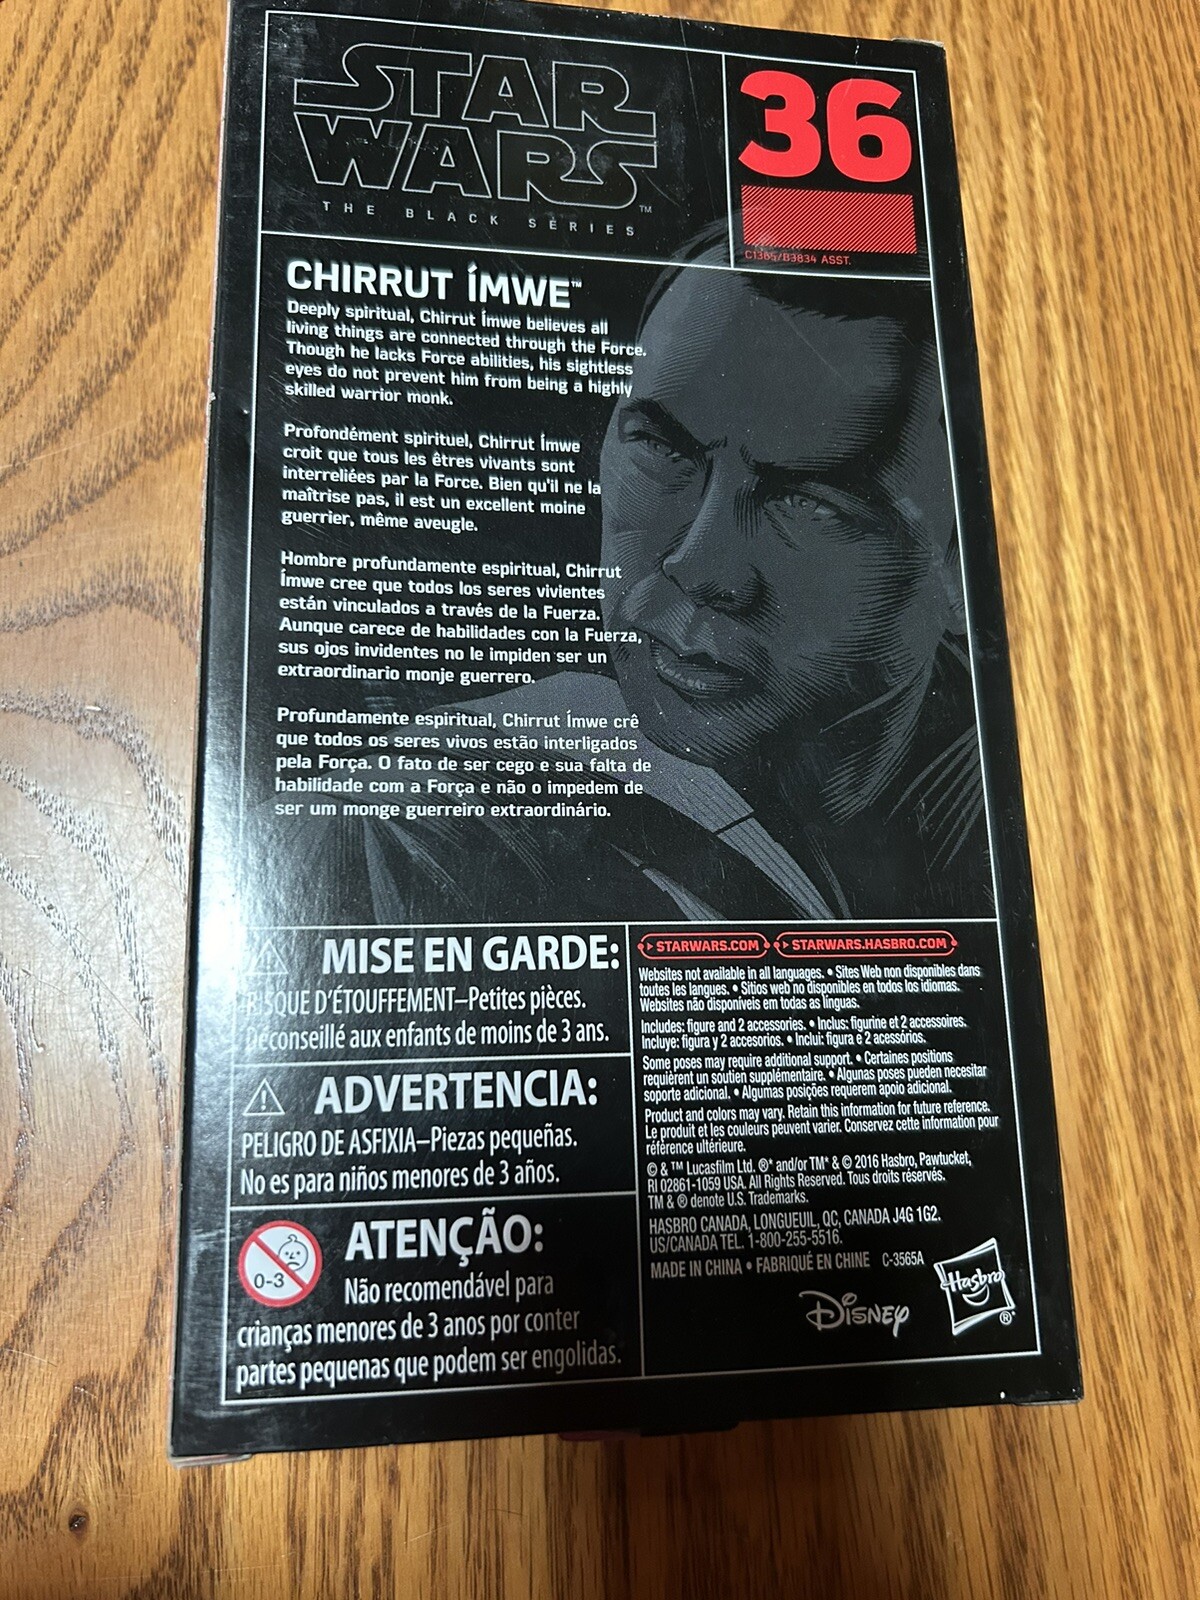 STAR
WARS™
THE BLACK SERIES
36
C1365/B3834 ASST.
CHIRRUT ÍMWE™
Deeply spiritual, Chirrut Ímwe believes all
living things are connected through the Force.
Though he lacks Force abilities, his sightless
eyes do not prevent him from being a highly
skilled warrior monk.
Profondément spirituel, Chirrut Ímwe
croit que tous les êtres vivants sont
interreliées par la Force. Bien qu'il ne la
maîtrise pas, il est un excellent moine
guerrier, même aveugle.
Hombre profundamente espiritual, Chirrut
Ímwe cree que todos los seres vivientes
están vinculados a través de la Fuerza.
Aunque carece de habilidades con la Fuerza,
sus ojos invidentes no le impiden ser un
extraordinario monje guerrero.
Profundamente espiritual, Chirrut Ímwe crê
que todos os seres vivos estão interligados
pela Força. O fato de ser cego e sua falta de
habilidade com a Força e não o impedem de
ser um monge guerreiro extraordinário.
MISE EN GARDE:
RISQUE D'ÉTOUFFEMENT–Petites pièces.
Déconseillé aux enfants de moins de 3 ans.
ADVERTENCIA:
PELIGRO DE ASFIXIA–Piezas pequeñas.
No es para niños menores de 3 años.
0-3
ATENÇÃO:
Não recomendável para
crianças menores de 3 anos por conter
partes pequenas que podem ser engolidas.
STARWARS.COM STARWARS.HASBRO.COM
Websites not available in all languages. • Sites Web non disponibles dans
toutes les langues. • Sitios web no disponibles en todos los idiomas.
Websites não disponíveis em todas as línguas.
Includes: figure and 2 accessories. • Inclus: figurine et 2 accessoires.
Incluye: figura y 2 accesorios. • Inclui: figura e 2 acessórios.
Some poses may require additional support. • Certaines positions
requièrent un soutien supplémentaire. • Algunas poses pueden necesitar
soporte adicional. • Algumas posições requerem apoio adicional.
Product and colors may vary. Retain this information for future reference.
Le produit et les couleurs peuvent varier. Conservez cette information pour
référence ultérieure.
© & ™ Lucasfilm Ltd. ®* and/or TM* & © 2016 Hasbro, Pawtucket,
RI 02861-1059 USA. All Rights Reserved. Tous droits réservés.
TM & ® denote U.S. Trademarks.
HASBRO CANADA, LONGUEUIL, QC, CANADA J4G 1G2.
US/CANADA TEL. 1-800-255-5516.
MADE IN CHINA • FABRIQUÉ EN CHINE C-3565A
Disney
Hasbro
®*